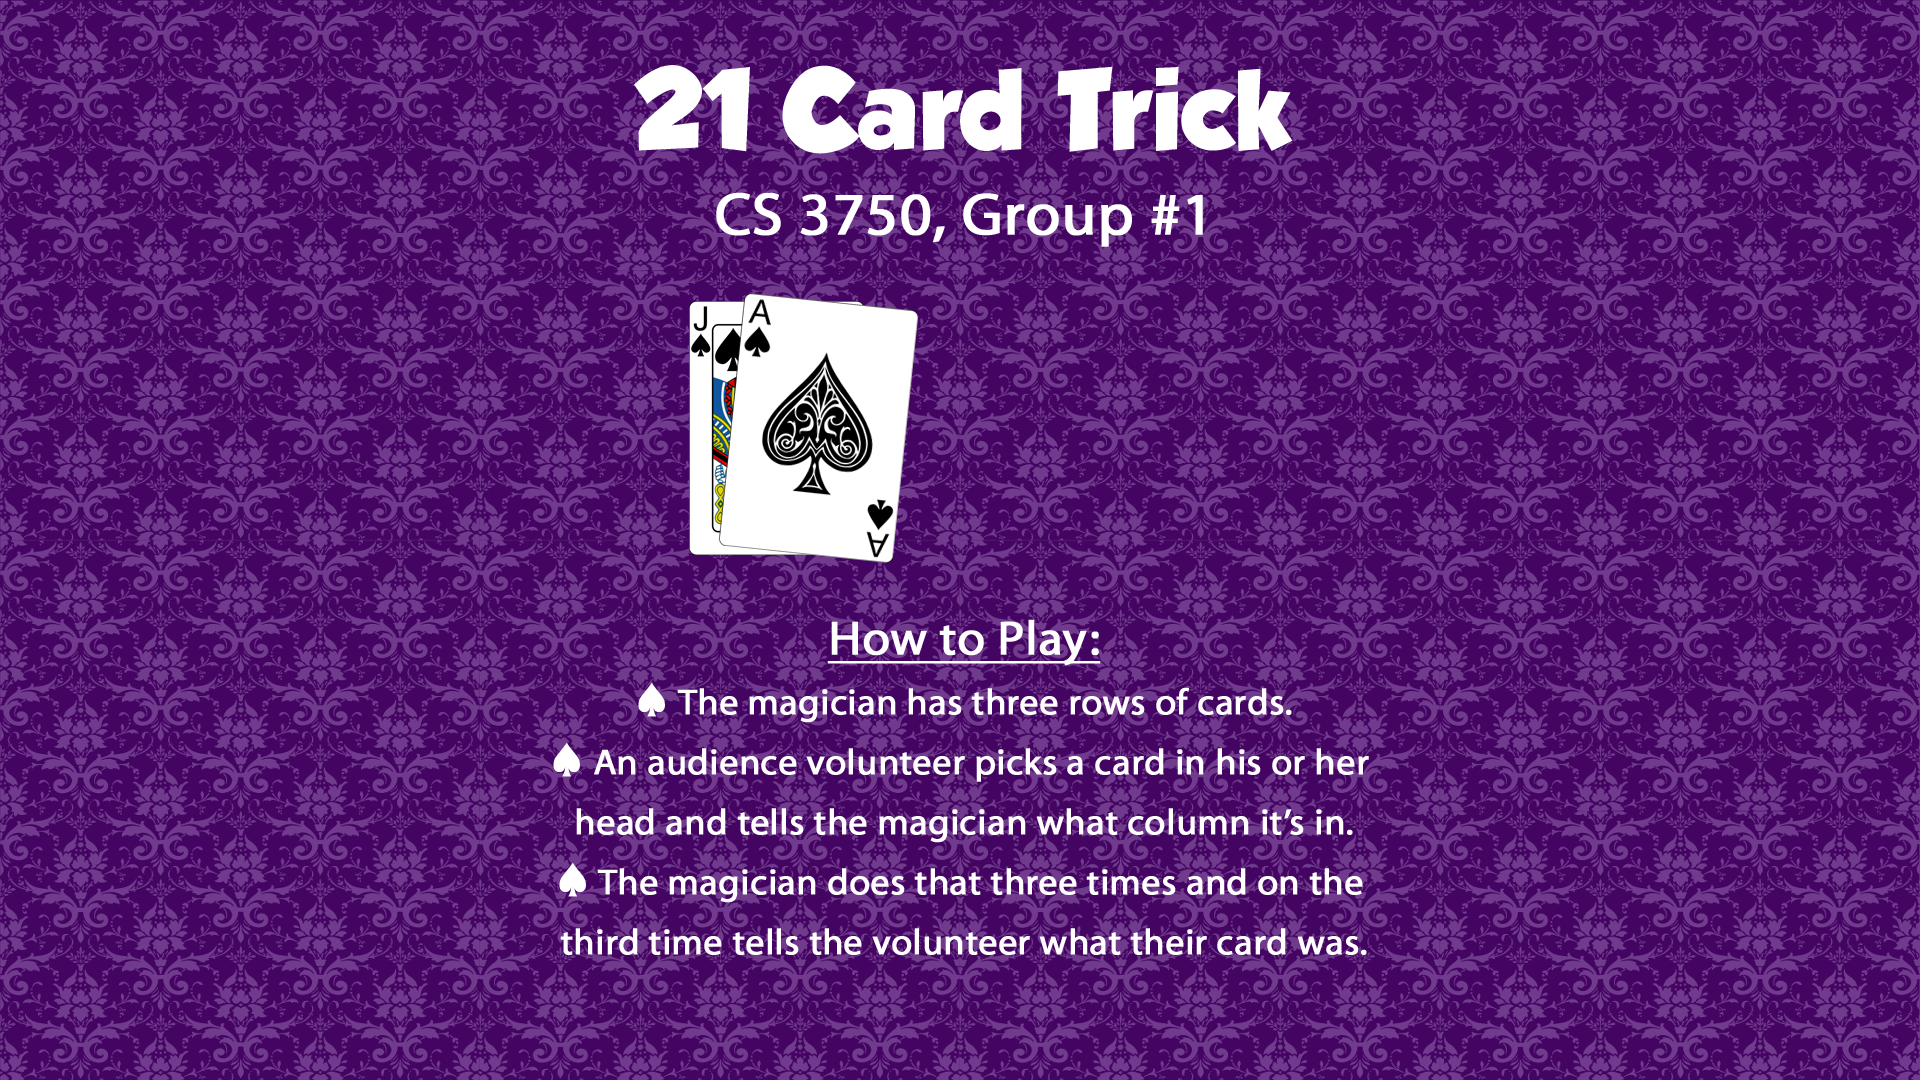 21 Card Trick
CS 3750, Group #1
J
A
A
How to Play:
♠ The magician has three rows of cards.
♠ An audience volunteer picks a card in his or her
head and tells the magician what column it’s in.
♠ The magician does that three times and on the
third time tells the volunteer what their card was.